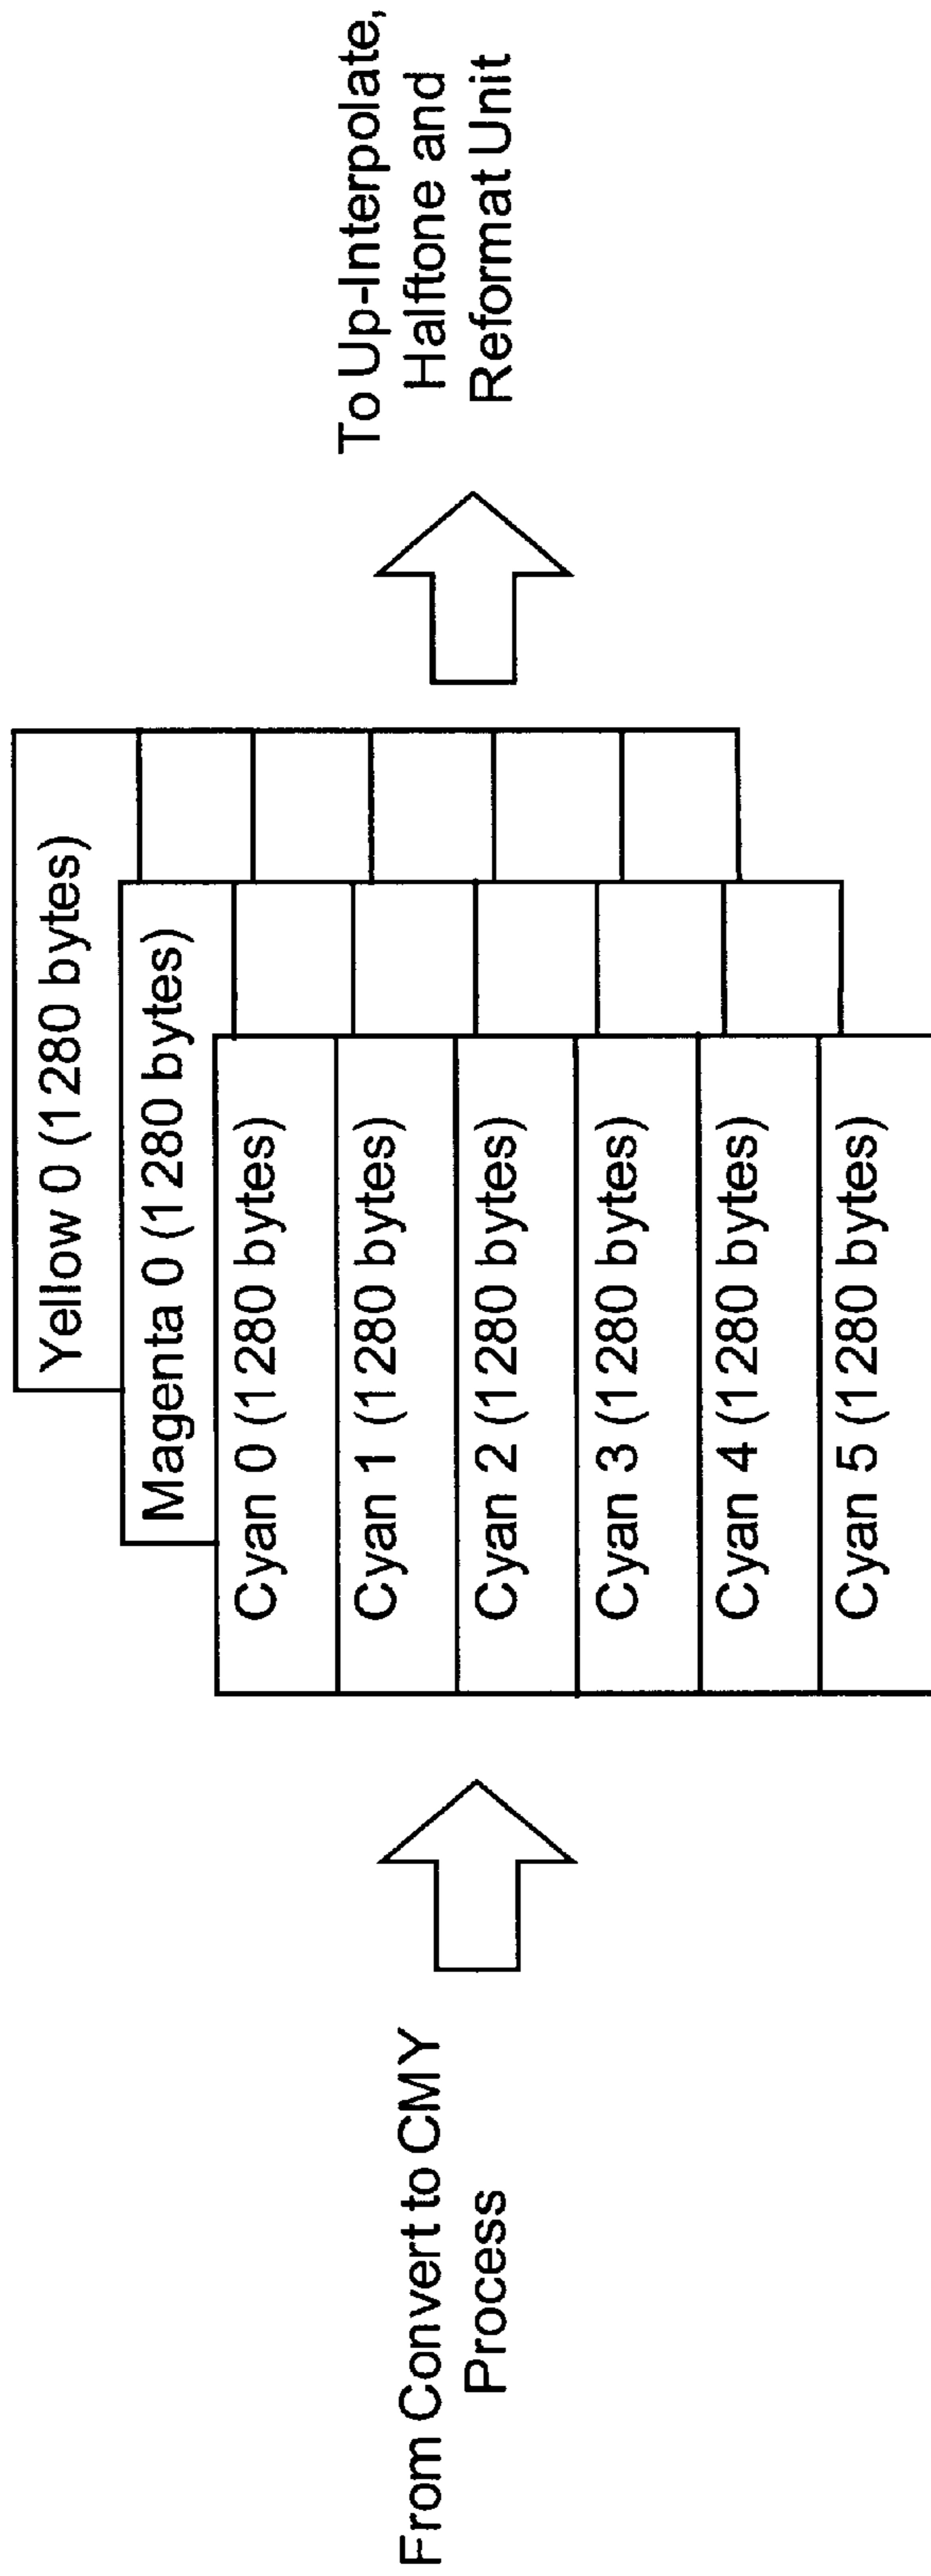 From Convert to CMY
Process
Yellow 0 (1280 bytes)
Magenta 0 (1280 bytes)
Cyan 0 (1280 bytes)
Cyan 1 (1280 bytes)
Cyan 2 (1280 bytes)
Cyan 3 (1280 bytes)
Cyan 4 (1280 bytes)
Cyan 5 (1280 bytes)
To Up-Interpolate,
Halftone and
Reformat Unit